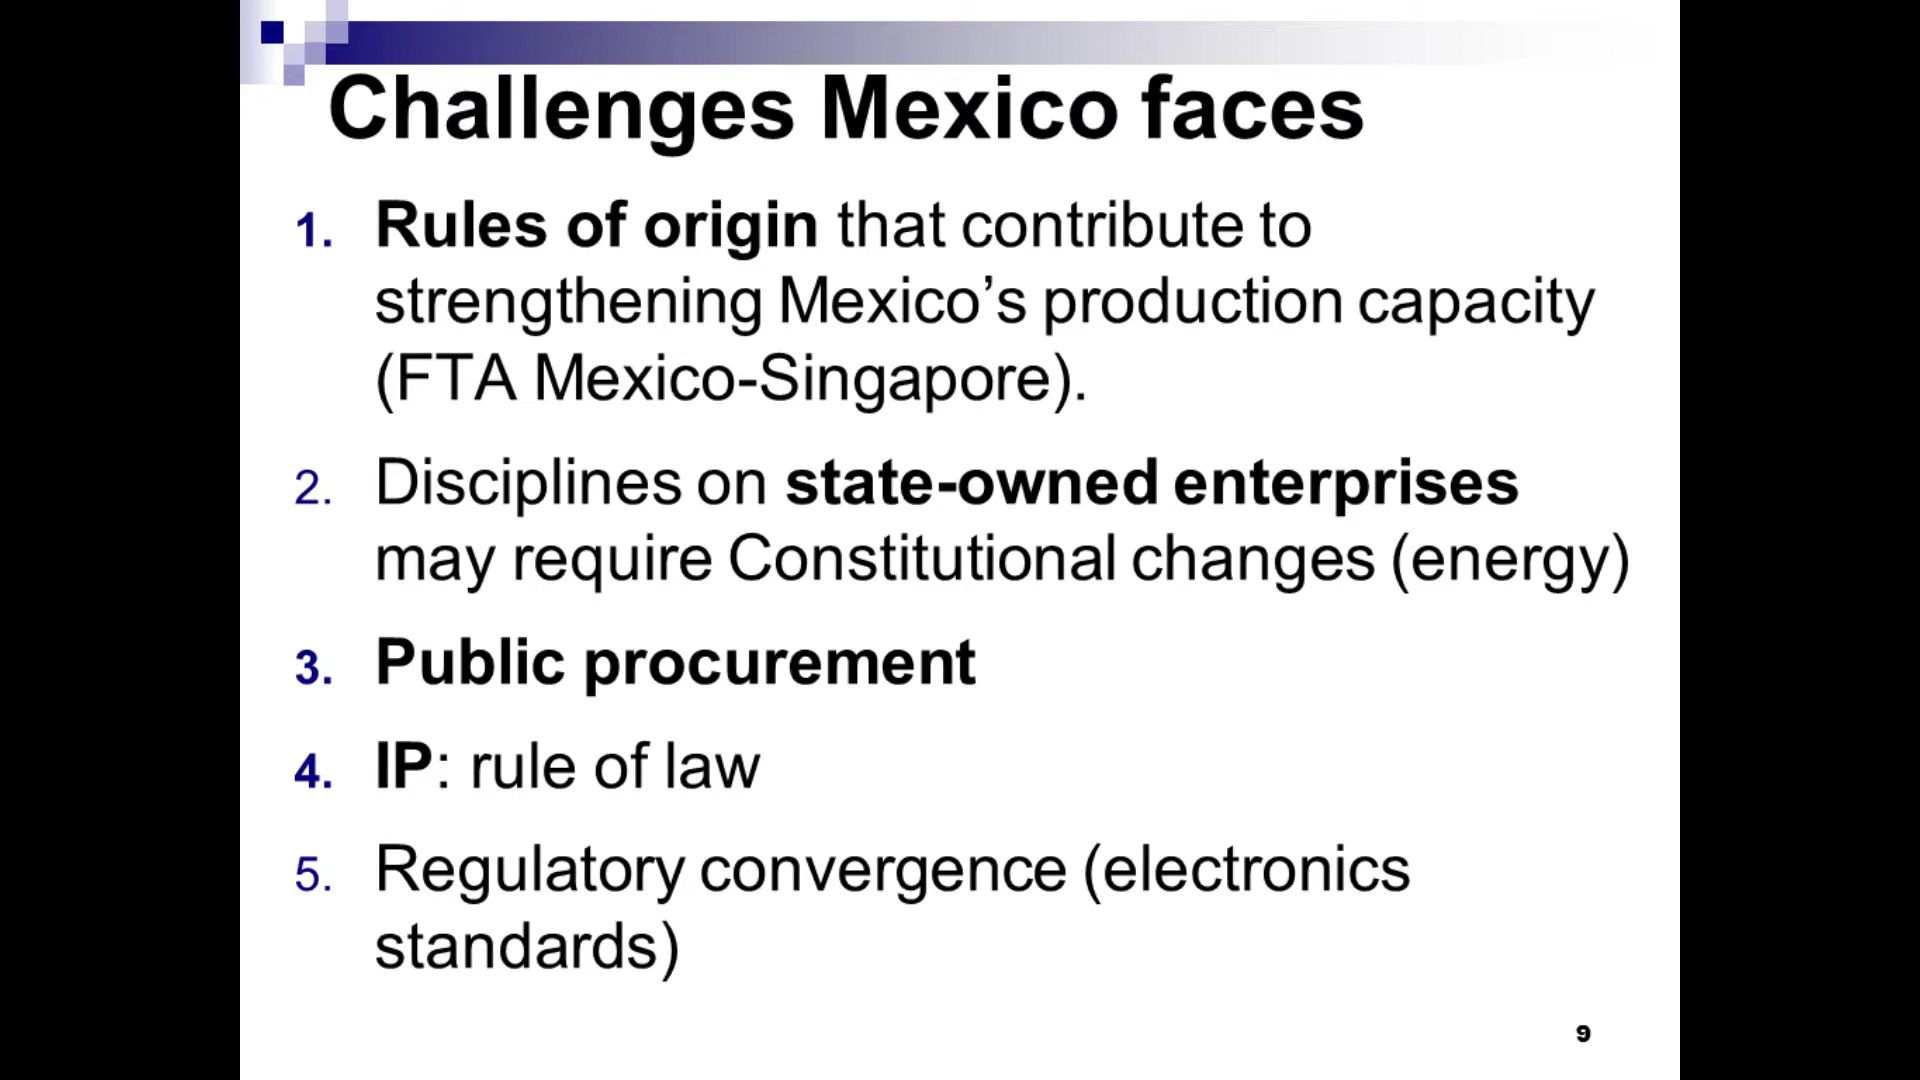 Challenges Mexico faces
1. Rules of origin that contribute to
strengthening Mexico’s production capacity
(FTA Mexico-Singapore).
2. Disciplines on state-owned enterprises
may require Constitutional changes (energy)
3. Public procurement
4. IP: rule of law
5. Regulatory convergence (electronics
standards)
9